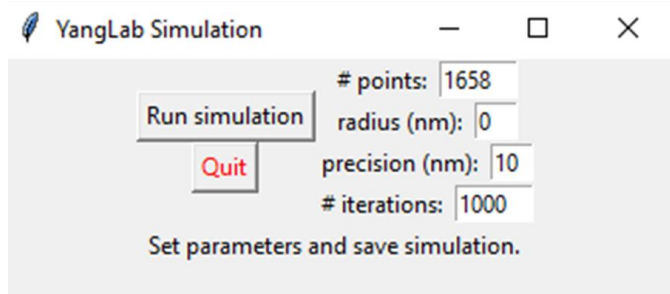 YangLab Simulation
# points: 1658
Run simulation
radius (nm): 0
Quit
precision (nm): 10
# iterations: 1000
Set parameters and save simulation.